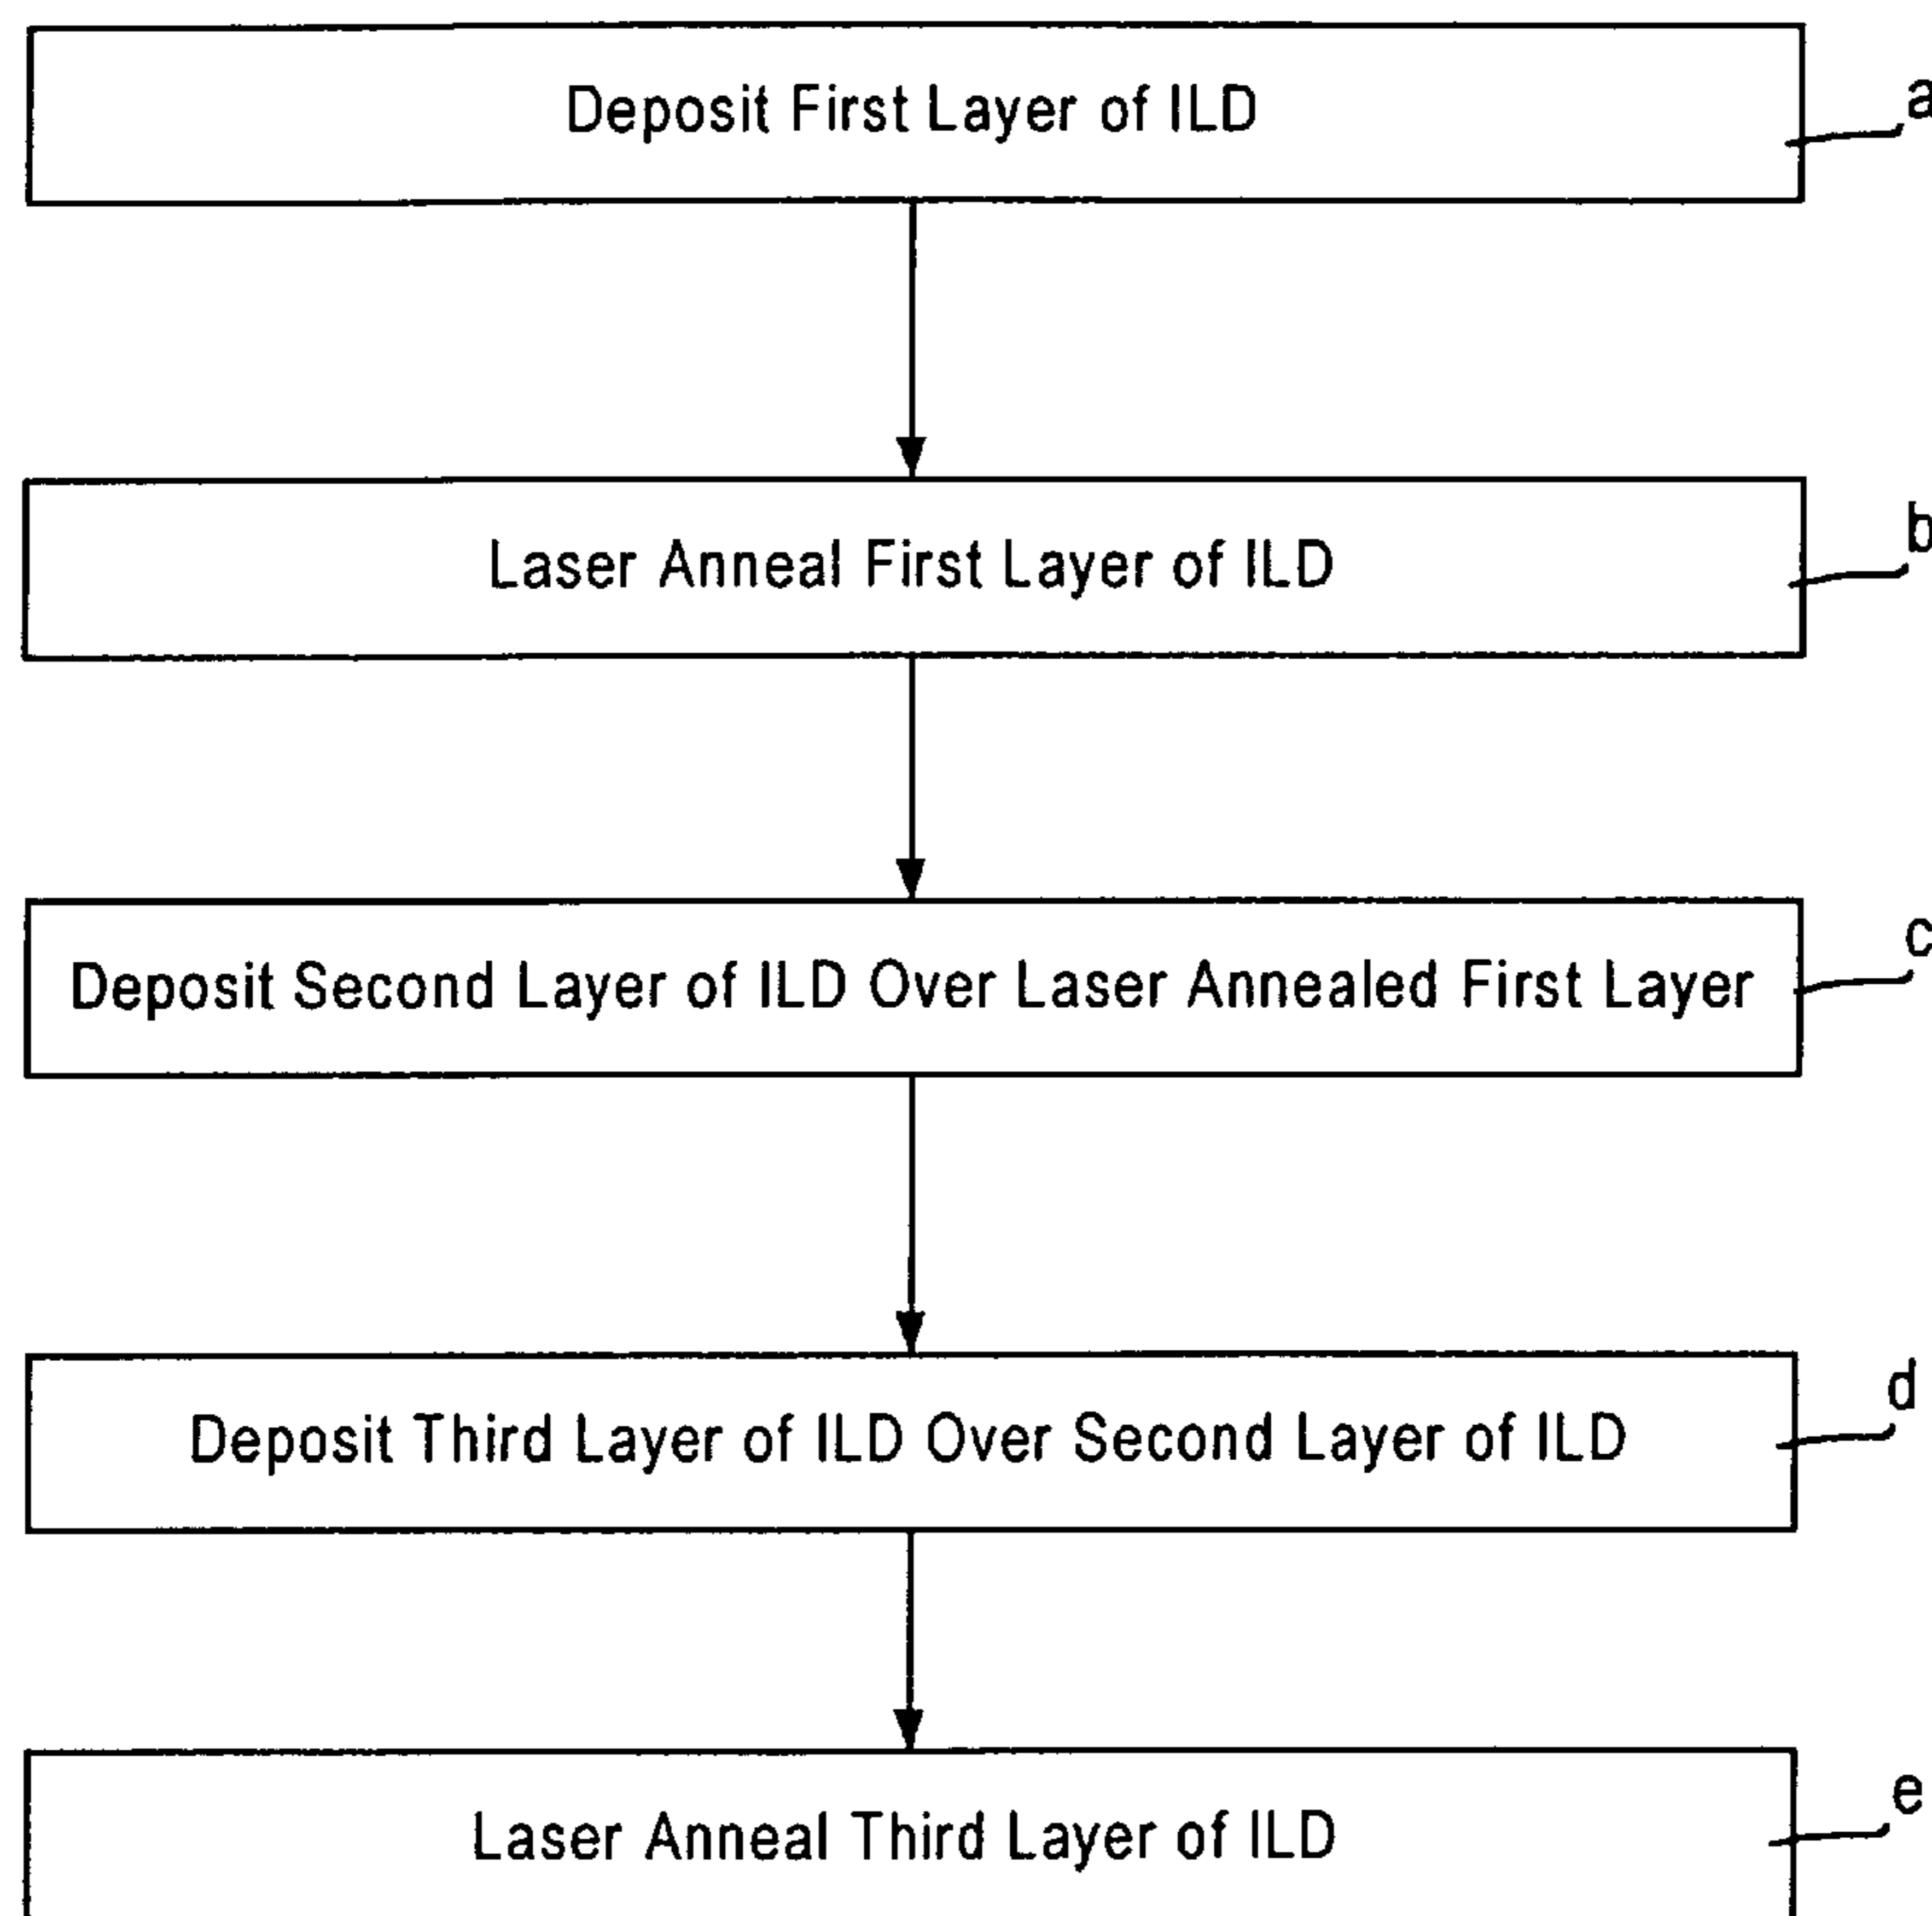 Deposit First Layer of ILD
a
Laser Anneal First Layer of ILD
b
Deposit Second Layer of ILD Over Laser Annealed First Layer
c
Deposit Third Layer of ILD Over Second Layer of ILD
d
Laser Anneal Third Layer of ILD
e